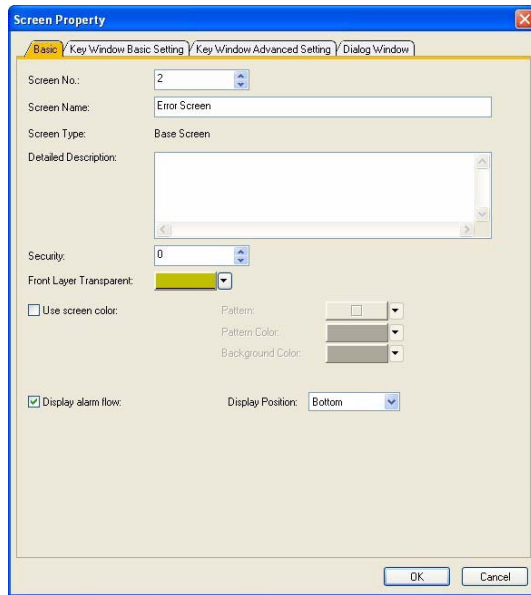 Screen Property
Basic Key Window Basic Setting Key Window Advanced Setting Dialog Window
Screen No.: 2
Screen Name: Error Screen
Screen Type: Base Screen
Detailed Description:
Security: 0
Front Layer Transparent:
Use screen color: Pattern:
Pattern Color:
Background Color:
Display alarm flow: Display Position: Bottom
OK Cancel